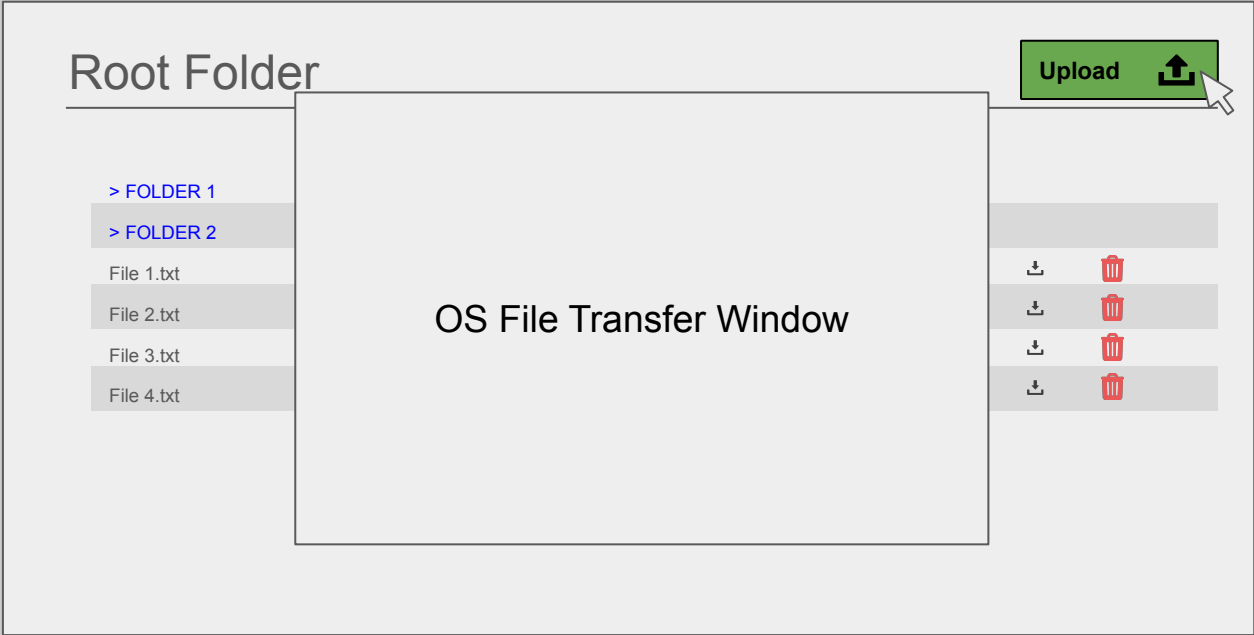 Root Folder
Upload
> FOLDER 1
> FOLDER 2
File 1.txt
File 2.txt
File 3.txt
File 4.txt
OS File Transfer Window